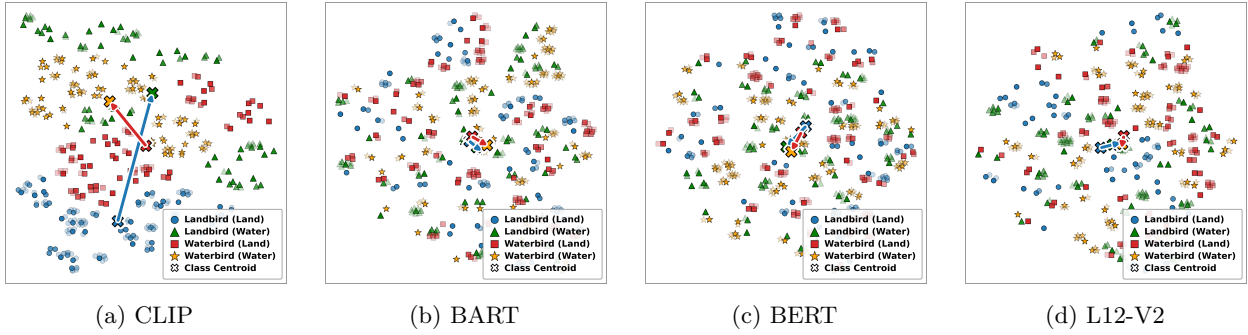 Landbird (Land)
Landbird (Water)
Waterbird (Land)
Waterbird (Water)
Class Centroid
Landbird (Land)
Landbird (Water)
Waterbird (Land)
Waterbird (Water)
Class Centroid
Landbird (Land)
Landbird (Water)
Waterbird (Land)
Waterbird (Water)
Class Centroid
Landbird (Land)
Landbird (Water)
Waterbird (Land)
Waterbird (Water)
Class Centroid
(a) CLIP
(b) BART
(c) BERT
(d) L12-V2